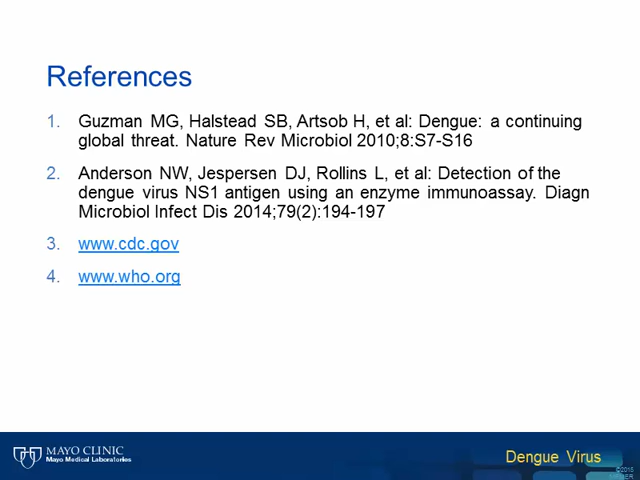 References
1. Guzman MG, Halstead SB, Artsob H, et al: Dengue: a continuing
global threat. Nature Rev Microbiol 2010;8:S7-S16
2. Anderson NW, Jespersen DJ, Rollins L, et al: Detection of the
dengue virus NS1 antigen using an enzyme immunoassay. Diagn
Microbiol Infect Dis 2014;79(2):194-197
3. www.cdc.gov
4. www.who.org
MAYO CLINIC
Mayo Medical Laboratories
Dengue Virus